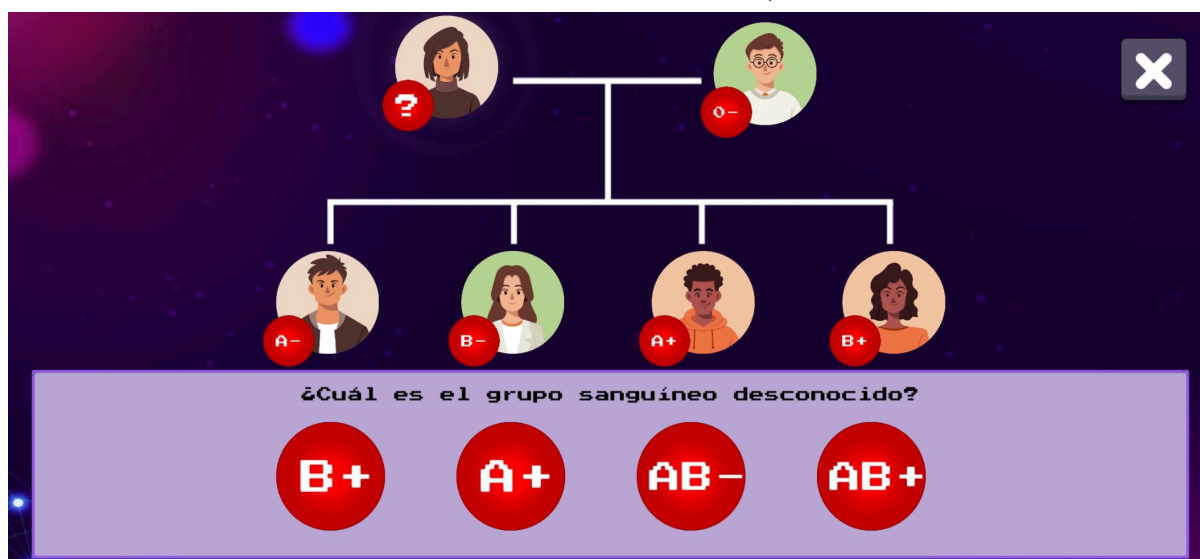 ?
O-
A-
B-
A+
B+
¿Cuál es el grupo sanguíneo desconocido?
B+
A+
AB-
AB+